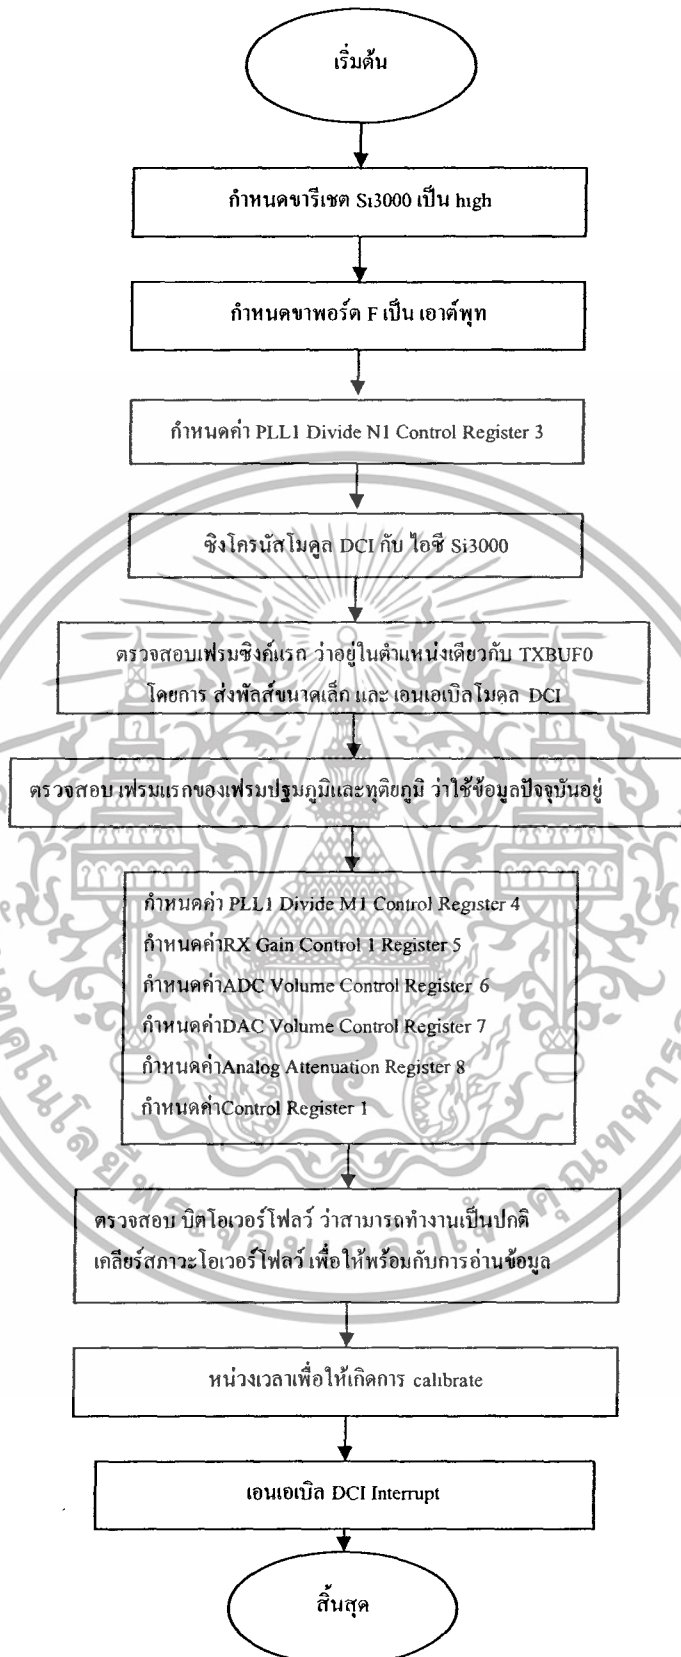 เริ่มต้น
กำหนดขารีเซต Si3000 เป็น high
กำหนดขาพอร์ต F เป็น เอาต์พุท
กำหนดค่า PLL1 Divide N1 Control Register 3
ซิงโครนัสโมดูล DCI กับ ไอซี Si3000
ตรวจสอบเฟรมซิงค์แรก ว่าอยู่ในตำแหน่งเดียวกับ TXBUF0
โดยการ ส่งพัลส์ขนาดเล็ก และ เอนเอเบิลโมดูล DCI
ตรวจสอบ เฟรมแรกของเฟรมปฐมภูมิและทุติยภูมิ ว่าใช้ข้อมูลปัจจุบันอยู่
กำหนดค่า PLL1 Divide M1 Control Register 4
กำหนดค่าRX Gain Control 1 Register 5
กำหนดค่าADC Volume Control Register 6
กำหนดค่าDAC Volume Control Register 7
กำหนดค่าAnalog Attenuation Register 8
กำหนดค่าControl Register 1
ตรวจสอบ บิตโอเวอร์โฟลว์ ว่าสามารถทำงานเป็นปกติ
เคลียร์สภาวะโอเวอร์โฟลว์ เพื่อให้พร้อมกับการอ่านข้อมูล
หน่วงเวลาเพื่อให้เกิดการ calibrate
เอนเอเบิล DCI Interrupt
สิ้นสุด